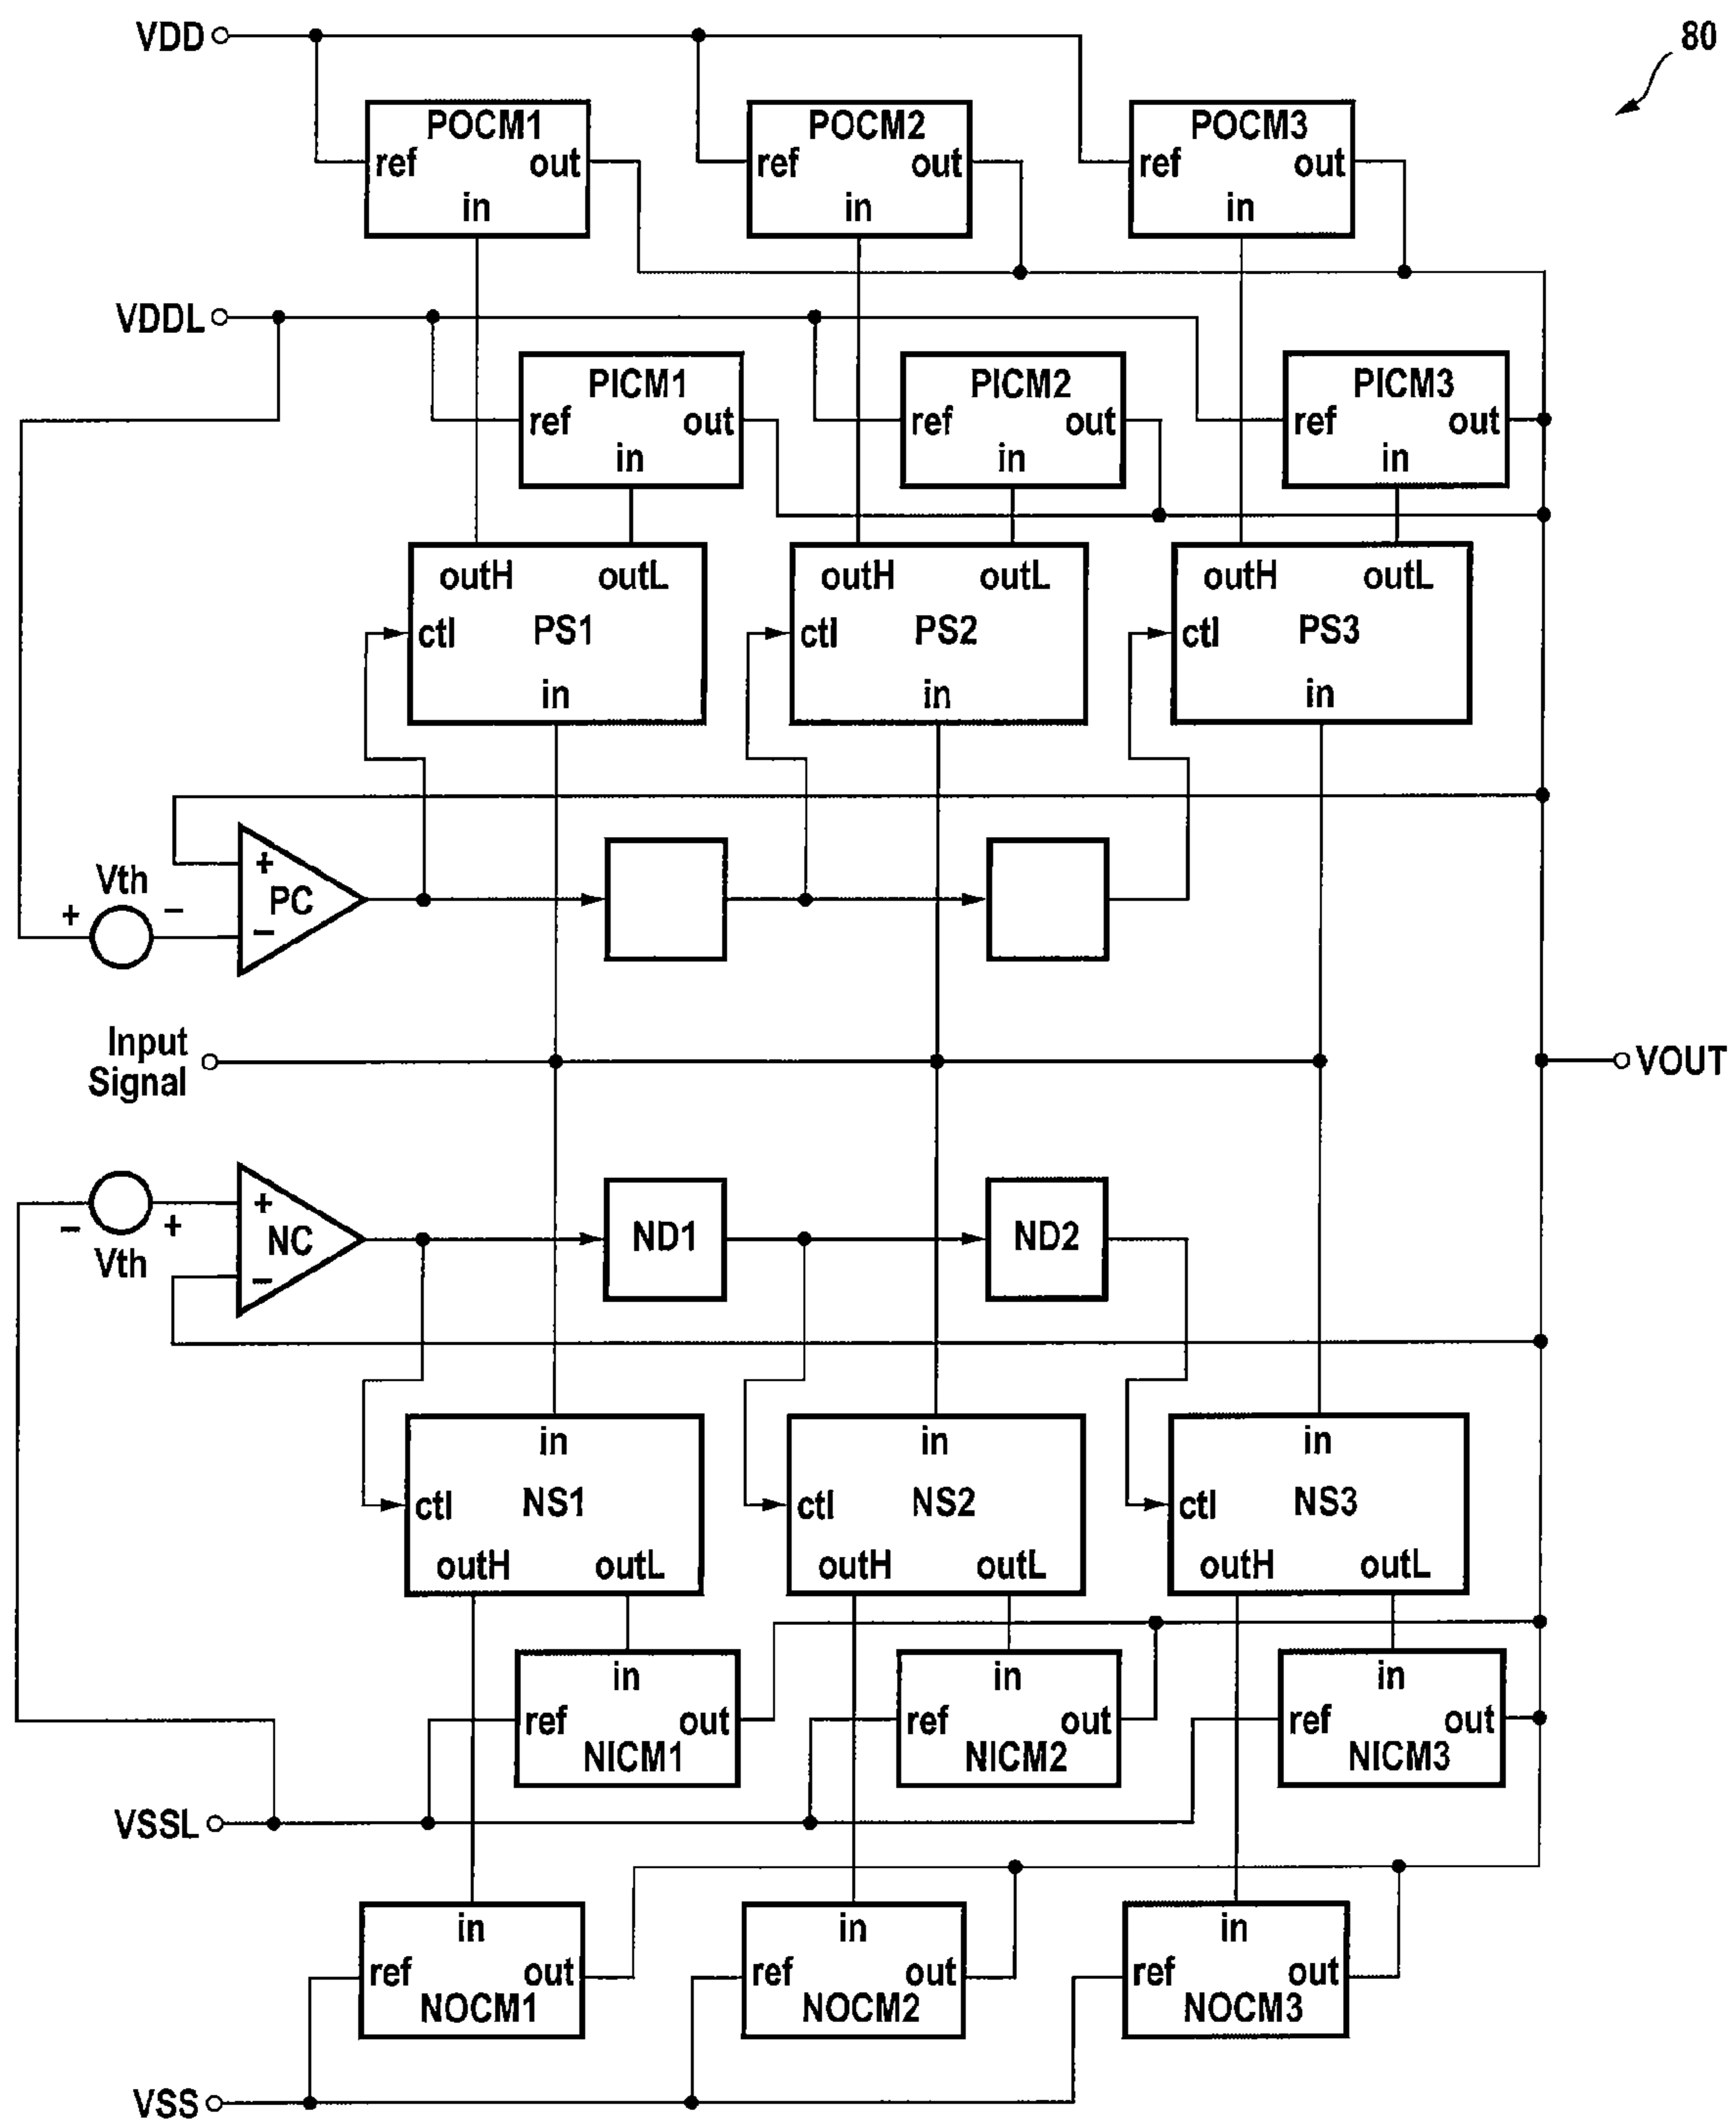 80
VDD
POCM1
ref out
in
POCM2
ref out
in
POCM3
ref out
in
VDDL
PICM1
ref out
in
PICM2
ref out
in
PICM3
ref out
in
outH outL
ctl PS1
in
outH outL
ctl PS2
in
outH outL
ctl PS3
in
Vth
+ −
+
PC
−
Input
Signal
VOUT
− +
Vth
+
NC
−
ND1
ND2
in
ctl NS1
outH outL
in
ctl NS2
outH outL
in
ctl NS3
outH outL
in
ref out
NICM1
in
ref out
NICM2
in
ref out
NICM3
VSSL
in
ref out
NOCM1
in
ref out
NOCM2
in
ref out
NOCM3
VSS